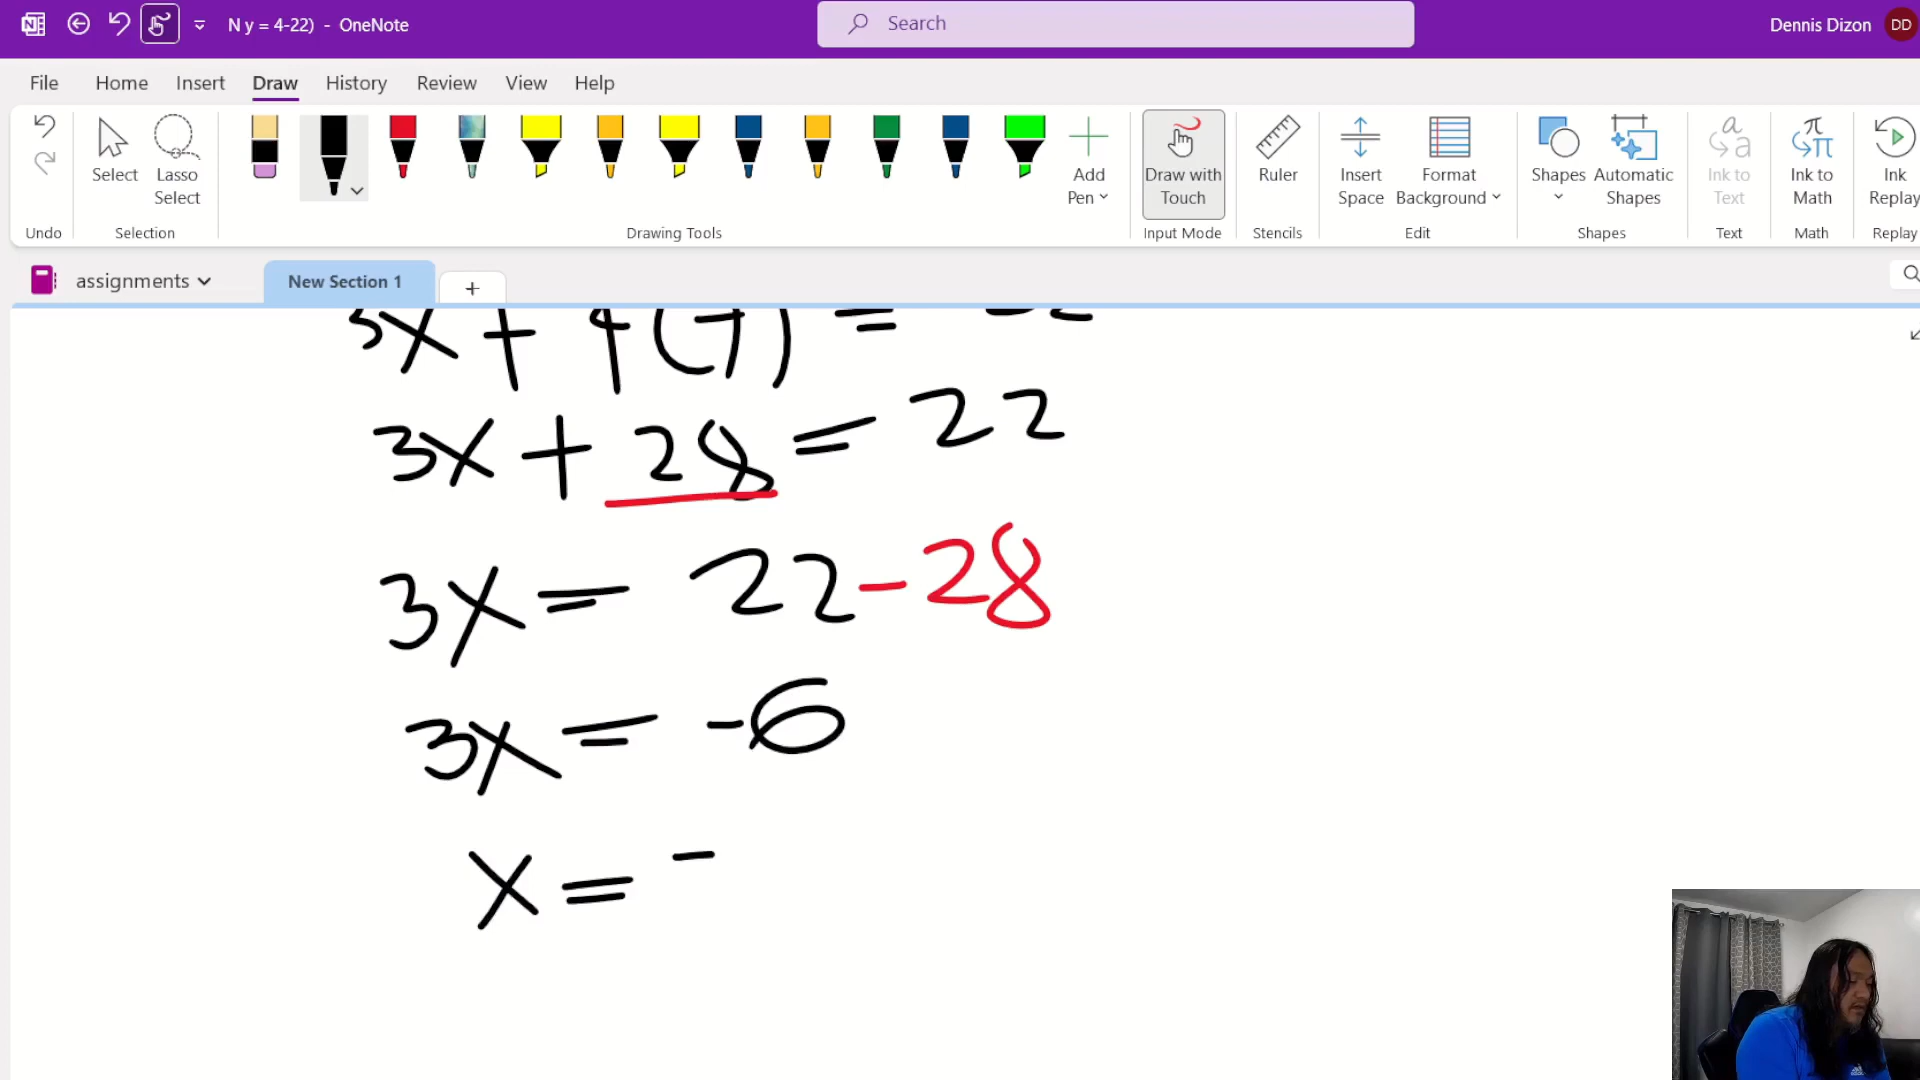 N y = 4-22) - OneNote
Search
Dennis Dizon DD
File Home Insert Draw History Review View Help
Select
Lasso Select
Add Pen
Draw with Touch
Ruler
Insert Space
Format Background
Shapes
Automatic Shapes
Ink to Text
Ink to Math
Ink Replay
Undo Selection Drawing Tools Input Mode Stencils Edit Shapes Text Math Replay
assignments New Section 1 +
3x + 4(7) =
3x + 28 = 22
3x = 22 - 28
3x = -6
x = -